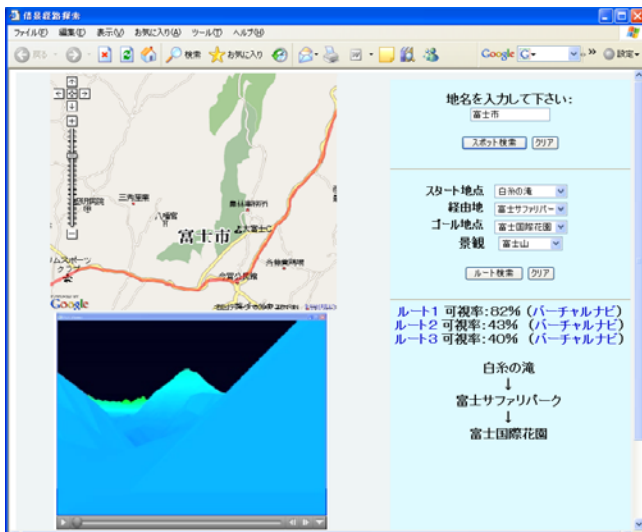 情景経路探索
ファイル(F) 編集(E) 表示(V) お気に入り(A) ツール(T) ヘルプ(H)
戻る 検索 お気に入り Google G 設定
地名を入力して下さい:
富士市
スポット検索 クリア
スタート地点 白糸の滝
経由地 富士サファリパー
ゴール地点 富士国際花園
景観 富士山
ルート検索 クリア
富士市
Google
ルート1 可視率:82% (バーチャルナビ)
ルート2 可視率:43% (バーチャルナビ)
ルート3 可視率:40% (バーチャルナビ)
白糸の滝
↓
富士サファリパーク
↓
富士国際花園